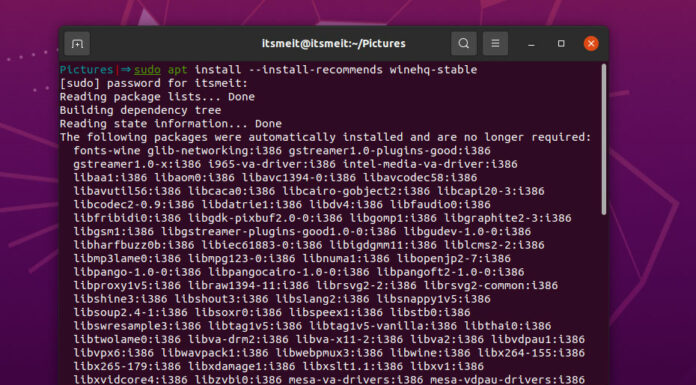 itsmeit@itsmeit:~/Pictures
Pictures|⇒ sudo apt install --install-recommends winehq-stable
[sudo] password for itsmeit:
Reading package lists... Done
Building dependency tree
Reading state information... Done
The following packages were automatically installed and are no longer required:
fonts-wine glib-networking:i386 gstreamer1.0-plugins-good:i386
gstreamer1.0-x:i386 i965-va-driver:i386 intel-media-va-driver:i386
libaa1:i386 libaom0:i386 libavc1394-0:i386 libavcodec58:i386
libavutil56:i386 libcaca0:i386 libcairo-gobject2:i386 libcapi20-3:i386
libcodec2-0.9:i386 libdatrie1:i386 libdv4:i386 libfaudio0:i386
libfribidi0:i386 libgdk-pixbuf2.0-0:i386 libgomp1:i386 libgraphite2-3:i386
libgsm1:i386 libgstreamer-plugins-good1.0-0:i386 libgudev-1.0-0:i386
libharfbuzz0b:i386 libiec61883-0:i386 libigdgmm11:i386 liblcms2-2:i386
libmp3lame0:i386 libmpg123-0:i386 libnuma1:i386 libopenjp2-7:i386
libpango-1.0-0:i386 libpangocairo-1.0-0:i386 libpangoft2-1.0-0:i386
libproxy1v5:i386 libraw1394-11:i386 librsvg2-2:i386 librsvg2-common:i386
libshine3:i386 libshout3:i386 libslang2:i386 libsnappy1v5:i386
libsoup2.4-1:i386 libsoxr0:i386 libspeex1:i386 libstb0:i386
libswresample3:i386 libtag1v5:i386 libtag1v5-vanilla:i386 libthai0:i386
libtwolame0:i386 libva-drm2:i386 libva-x11-2:i386 libva2:i386 libvdpau1:i386
libvpx6:i386 libwavpack1:i386 libwebpmux3:i386 libwine:i386 libx264-155:i386
libx265-179:i386 libxdamage1:i386 libxslt1.1:i386 libxv1:i386
libxvidcore4:i386 libzvbi0:i386 mesa-va-drivers:i386 mesa-vdpau-drivers:i386